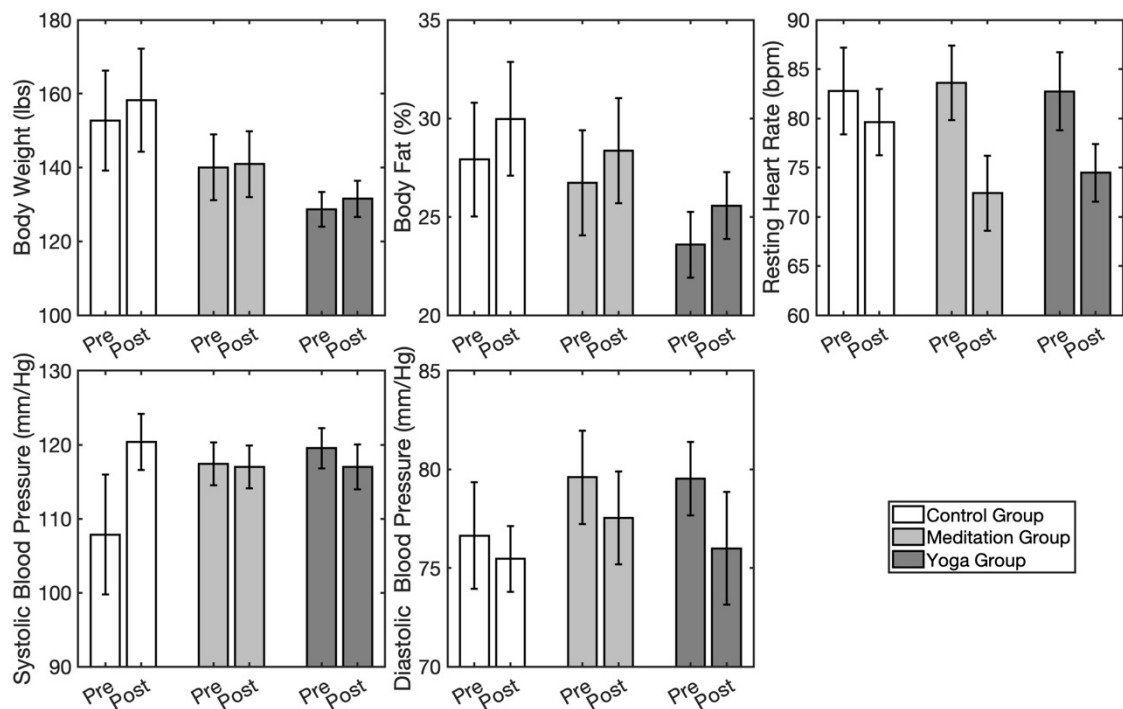 Body Weight (lbs)
180
160
140
120
100
Pre
Post
Pre
Post
Pre
Post
Body Fat (%)
35
30
25
20
Pre
Post
Pre
Post
Pre
Post
Resting Heart Rate (bpm)
90
85
80
75
70
65
60
Pre
Post
Pre
Post
Pre
Post
Systolic Blood Pressure (mm/Hg)
130
120
110
100
90
Pre
Post
Pre
Post
Pre
Post
Diastolic Blood Pressure (mm/Hg)
85
80
75
70
Pre
Post
Pre
Post
Pre
Post
Control Group
Meditation Group
Yoga Group